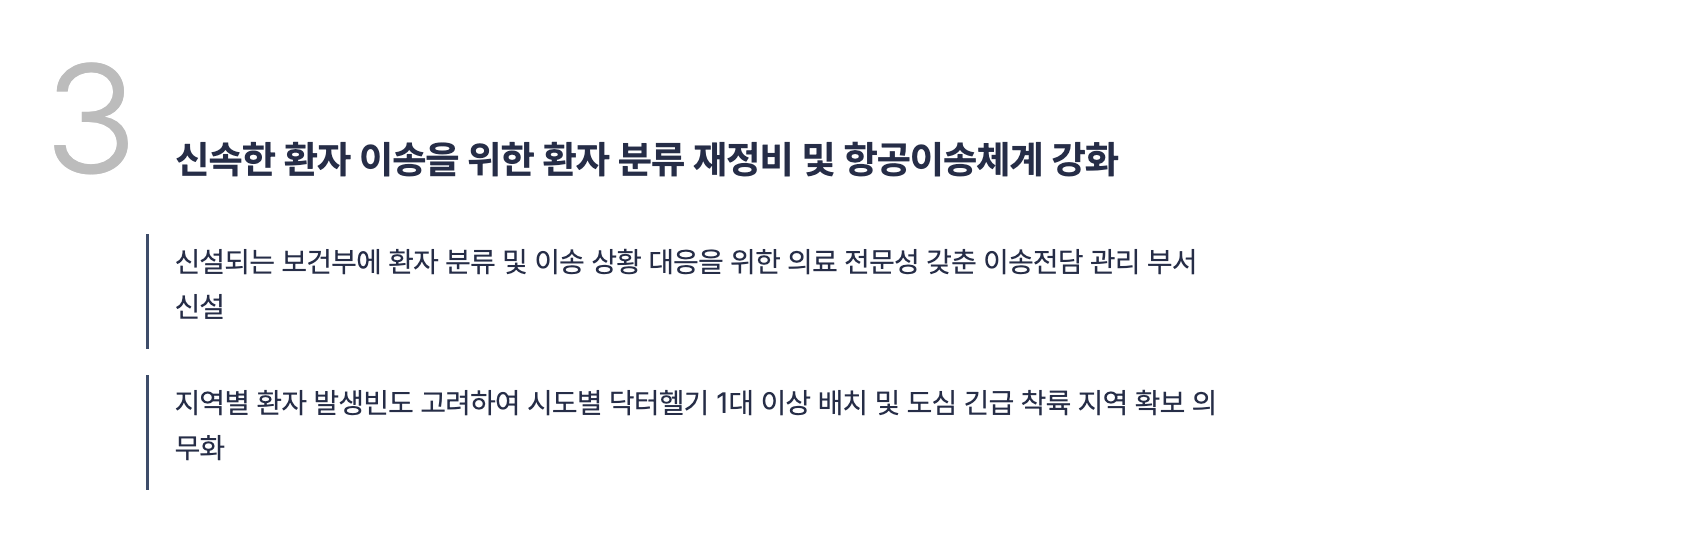 3
신속한 환자 이송을 위한 환자 분류 재정비 및 항공이송체계 강화
신설되는 보건부에 환자 분류 및 이송 상황 대응을 위한 의료 전문성 갖춘 이송전담 관리 부서
신설
지역별 환자 발생빈도 고려하여 시도별 닥터헬기 1대 이상 배치 및 도심 긴급 착륙 지역 확보 의
무화